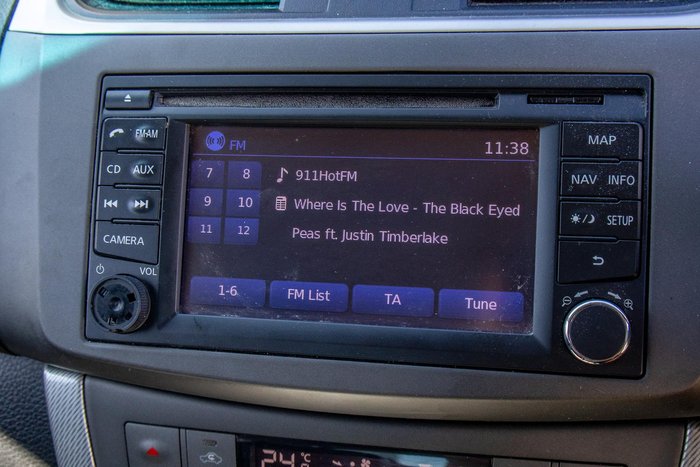 FM 11:38
7 8 911HotFM
9 10 Where Is The Love - The Black Eyed
11 12 Peas ft. Justin Timberlake
1-6 FM List TA Tune
FM·AM
CD AUX
CAMERA
VOL
MAP
NAV INFO
SETUP
24°C